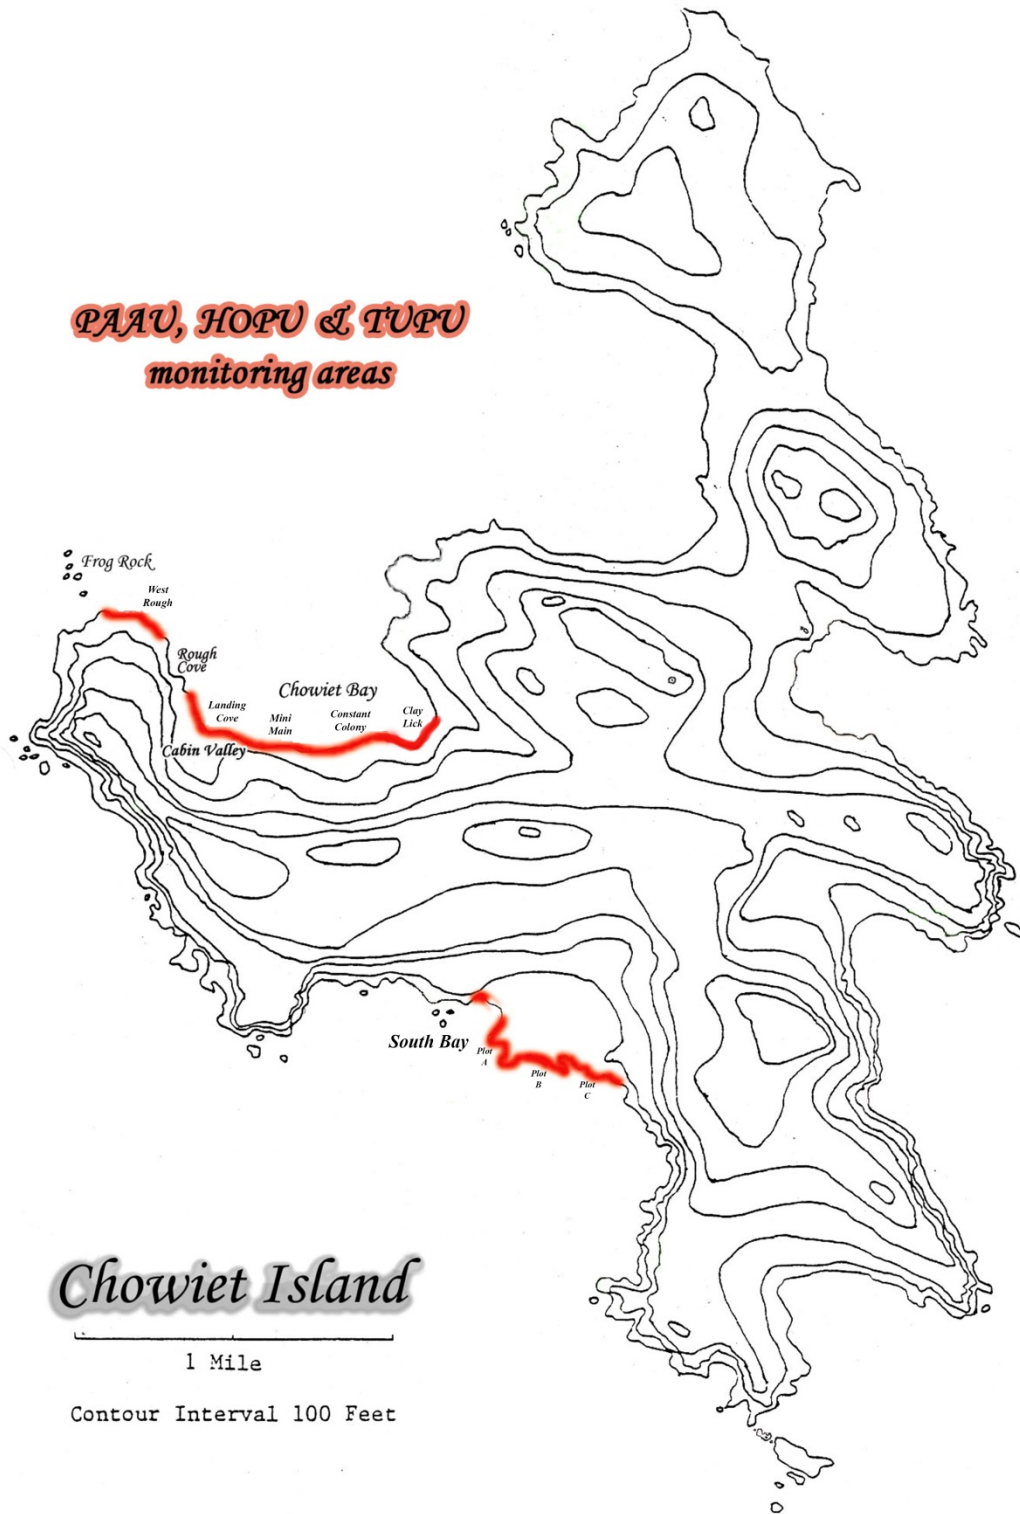 PAAU, HOPU & TUPU
monitoring areas
Frog Rock
West
Rough
Rough
Cove
Chowiet Bay
Landing
Cove
Mini
Main
Constant
Colony
Clay
Lick
Cabin Valley
South Bay
Plot
A
Plot
B
Plot
C
Chowiet Island
1 Mile
Contour Interval 100 Feet